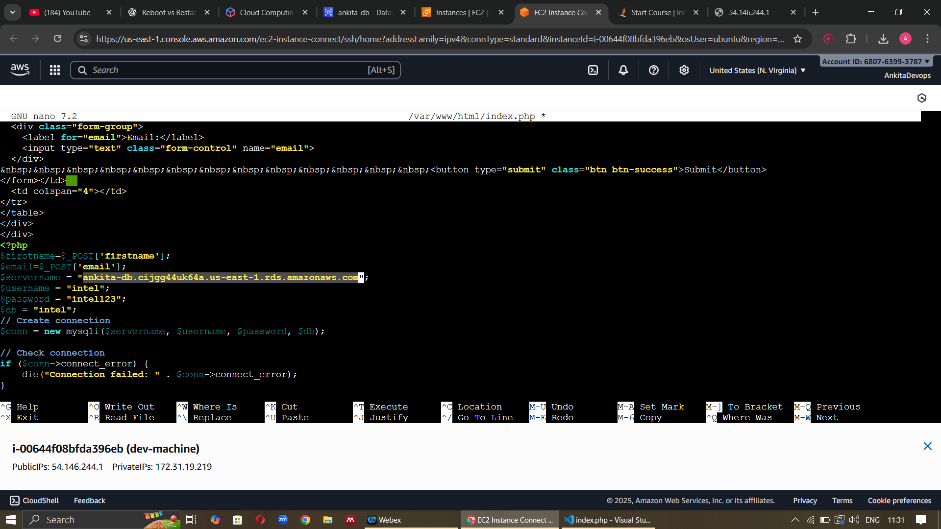 (184) YouTube
Reboot vs Restar
Cloud Computin
ankita_db - Data
Instances | EC2 |
EC2 Instance Co
Start Course | Int
54.146.244.1
https://us-east-1.console.aws.amazon.com/ec2-instance-connect/ssh/home?addressFamily=ipv4&connType=standard&instanceId=i-00644f08bfda396eb&osUser=ubuntu&region=...
A
aws
Search
[Alt+S]
United States (N. Virginia)
Account ID: 6807-6399-3787
AnkitaDevops
GNU nano 7.2 /var/www/html/index.php *
<div class="form-group">
<label for="email">Email:</label>
<input type="text" class="form-control" name="email">
</div>
&nbsp;&nbsp;&nbsp;&nbsp;&nbsp;&nbsp;&nbsp;&nbsp;&nbsp;&nbsp;&nbsp;&nbsp;&nbsp;<button type="submit" class="btn btn-success">Submit</button>
</form></td>
<td colspan="4"></td>
</tr>
</table>
</div>
</div>
<?php
$firstname=$_POST['firstname'];
$email=$_POST['email'];
$servername = "ankita-db.cijgg44uk64a.us-east-1.rds.amazonaws.com";
$username = "intel";
$password = "intel123";
$db = "intel";
// Create connection
$conn = new mysqli($servername, $username, $password, $db);
// Check connection
if ($conn->connect_error) {
die("Connection failed: " . $conn->connect_error);
}
^G Help ^O Write Out ^W Where Is ^K Cut ^T Execute ^C Location M-U Undo M-A Set Mark M-] To Bracket M-Q Previous
^X Exit ^R Read File ^\ Replace ^U Paste ^J Justify ^/ Go To Line M-E Redo M-6 Copy ^Q Where Was M-W Next
i-00644f08bfda396eb (dev-machine)
PublicIPs: 54.146.244.1 PrivateIPs: 172.31.19.219
CloudShell Feedback © 2025, Amazon Web Services, Inc. or its affiliates. Privacy Terms Cookie preferences
Search
Webex
EC2 Instance Connect ...
index.php - Visual Stu...
ENG
11:31